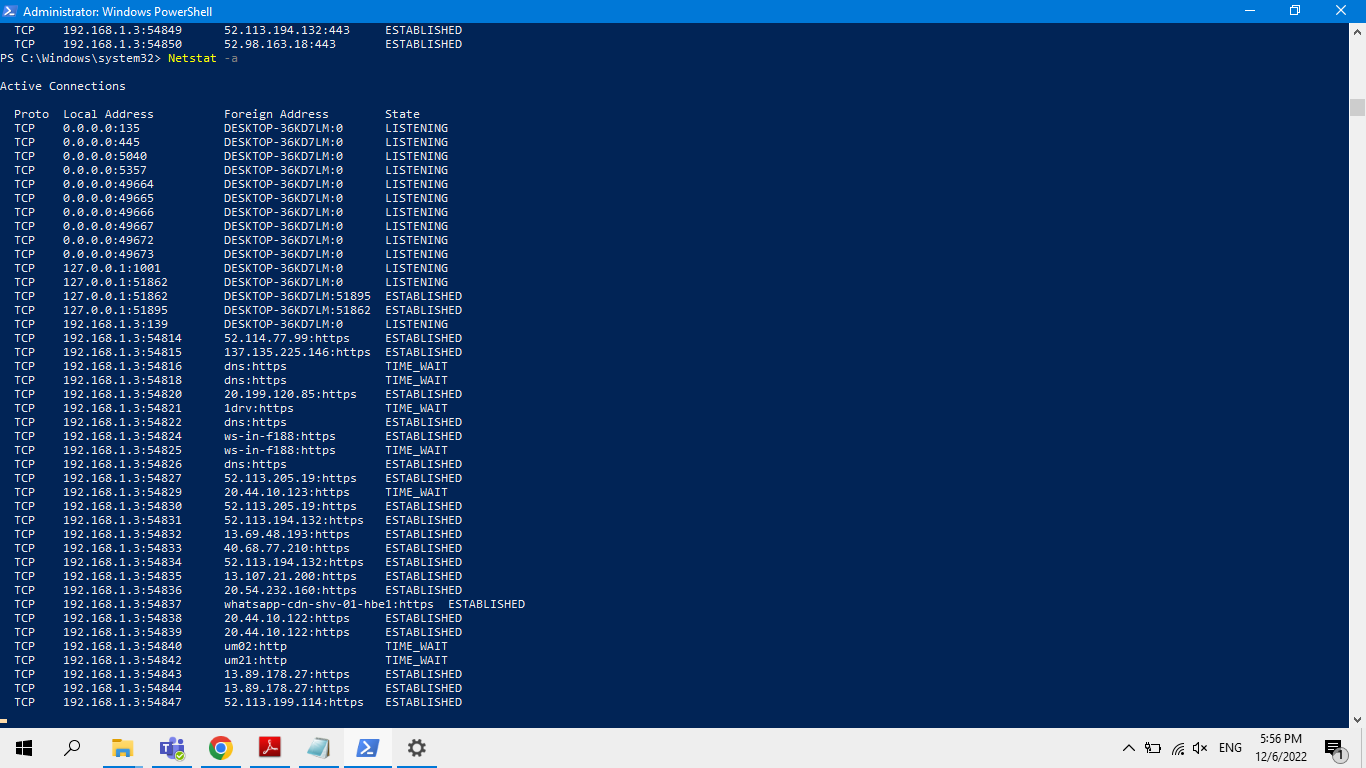 Administrator: Windows PowerShell
TCP    192.168.1.3:54849      52.113.194.132:443     ESTABLISHED
TCP    192.168.1.3:54850      52.98.163.18:443       ESTABLISHED
PS C:\Windows\system32> Netstat -a
Active Connections
Proto  Local Address          Foreign Address        State
TCP    0.0.0.0:135            DESKTOP-36KD7LM:0      LISTENING
TCP    0.0.0.0:445            DESKTOP-36KD7LM:0      LISTENING
TCP    0.0.0.0:5040           DESKTOP-36KD7LM:0      LISTENING
TCP    0.0.0.0:5357           DESKTOP-36KD7LM:0      LISTENING
TCP    0.0.0.0:49664          DESKTOP-36KD7LM:0      LISTENING
TCP    0.0.0.0:49665          DESKTOP-36KD7LM:0      LISTENING
TCP    0.0.0.0:49666          DESKTOP-36KD7LM:0      LISTENING
TCP    0.0.0.0:49667          DESKTOP-36KD7LM:0      LISTENING
TCP    0.0.0.0:49672          DESKTOP-36KD7LM:0      LISTENING
TCP    0.0.0.0:49673          DESKTOP-36KD7LM:0      LISTENING
TCP    127.0.0.1:1001         DESKTOP-36KD7LM:0      LISTENING
TCP    127.0.0.1:51862        DESKTOP-36KD7LM:0      LISTENING
TCP    127.0.0.1:51862        DESKTOP-36KD7LM:51895  ESTABLISHED
TCP    127.0.0.1:51895        DESKTOP-36KD7LM:51862  ESTABLISHED
TCP    192.168.1.3:139        DESKTOP-36KD7LM:0      LISTENING
TCP    192.168.1.3:54814      52.114.77.99:https     ESTABLISHED
TCP    192.168.1.3:54815      137.135.225.146:https  ESTABLISHED
TCP    192.168.1.3:54816      dns:https              TIME_WAIT
TCP    192.168.1.3:54818      dns:https              TIME_WAIT
TCP    192.168.1.3:54820      20.199.120.85:https    ESTABLISHED
TCP    192.168.1.3:54821      1drv:https             TIME_WAIT
TCP    192.168.1.3:54822      dns:https              ESTABLISHED
TCP    192.168.1.3:54824      ws-in-f188:https       ESTABLISHED
TCP    192.168.1.3:54825      ws-in-f188:https       TIME_WAIT
TCP    192.168.1.3:54826      dns:https              ESTABLISHED
TCP    192.168.1.3:54827      52.113.205.19:https    ESTABLISHED
TCP    192.168.1.3:54829      20.44.10.123:https     TIME_WAIT
TCP    192.168.1.3:54830      52.113.205.19:https    ESTABLISHED
TCP    192.168.1.3:54831      52.113.194.132:https   ESTABLISHED
TCP    192.168.1.3:54832      13.69.48.193:https     ESTABLISHED
TCP    192.168.1.3:54833      40.68.77.210:https     ESTABLISHED
TCP    192.168.1.3:54834      52.113.194.132:https   ESTABLISHED
TCP    192.168.1.3:54835      13.107.21.200:https    ESTABLISHED
TCP    192.168.1.3:54836      20.54.232.160:https    ESTABLISHED
TCP    192.168.1.3:54837      whatsapp-cdn-shv-01-hbe1:https  ESTABLISHED
TCP    192.168.1.3:54838      20.44.10.122:https     ESTABLISHED
TCP    192.168.1.3:54839      20.44.10.122:https     ESTABLISHED
TCP    192.168.1.3:54840      um02:http              TIME_WAIT
TCP    192.168.1.3:54842      um21:http              TIME_WAIT
TCP    192.168.1.3:54843      13.89.178.27:https     ESTABLISHED
TCP    192.168.1.3:54844      13.89.178.27:https     ESTABLISHED
TCP    192.168.1.3:54847      52.113.199.114:https   ESTABLISHED
ENG
5:56 PM
12/6/2022
1